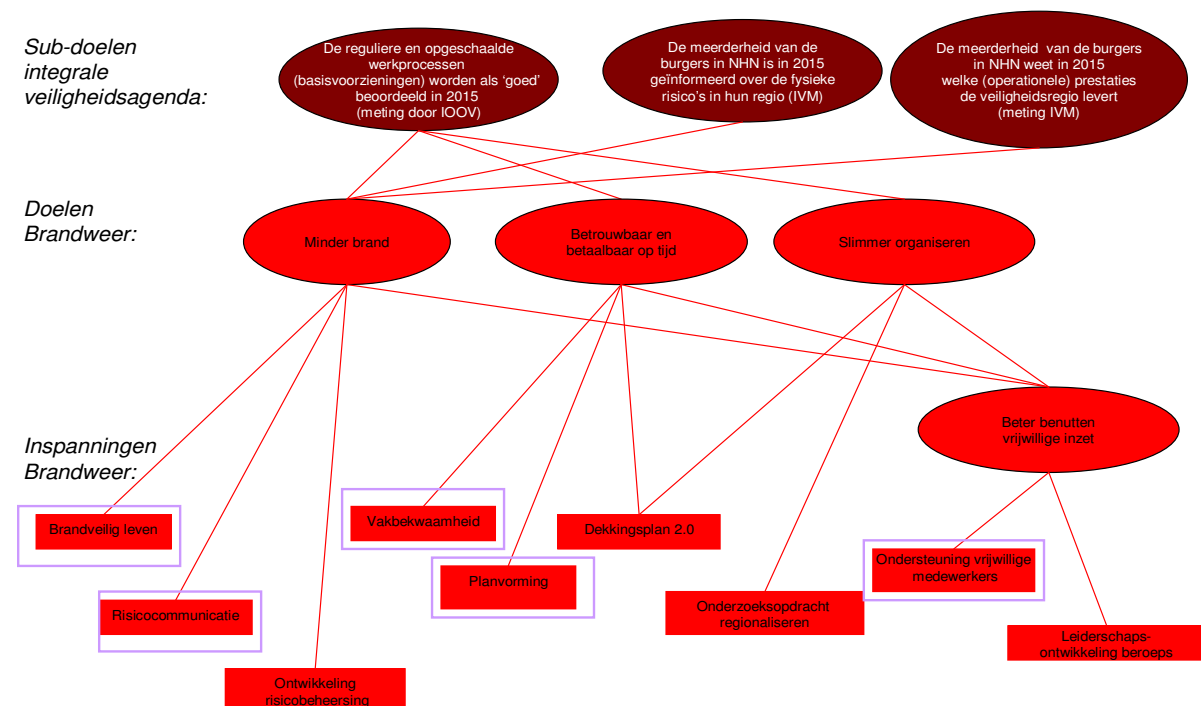 Sub-doelen
integrale
veiligheidsagenda:
De reguliere en opgeschaalde
werkprocessen
(basisvoorzieningen) worden als ‘goed’
beoordeeld in 2015
(meting door IOOV)
De meerderheid van de
burgers in NHN is in 2015
geïnformeerd over de fysieke
risico’s in hun regio (IVM)
De meerderheid van de burgers
in NHN weet in 2015
welke (operationele) prestaties
de veiligheidsregio levert
(meting IVM)
Doelen
Brandweer:
Minder brand
Betrouwbaar en
betaalbaar op tijd
Slimmer organiseren
Beter benutten
vrijwillige inzet
Inspanningen
Brandweer:
Brandveilig leven
Vakbekwaamheid
Dekkingsplan 2.0
Ondersteuning vrijwillige
medewerkers
Planvorming
Risicocommunicatie
Onderzoeksopdracht
regionaliseren
Leiderschaps-
ontwikkeling beroeps
Ontwikkeling
risicobeheersing